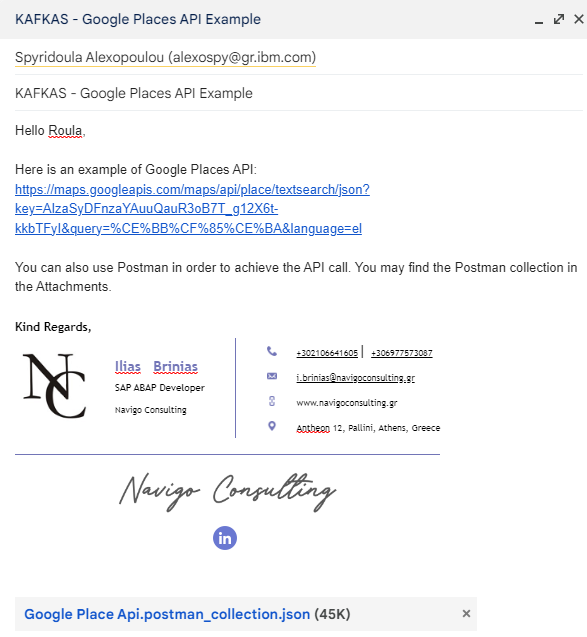 KAFKAS - Google Places API Example
Spyridoula Alexopoulou (alexospy@gr.ibm.com)
KAFKAS - Google Places API Example
Hello Roula,
Here is an example of Google Places API:
https://maps.googleapis.com/maps/api/place/textsearch/json?
key=AIzaSyDFnzaYAuuQauR3oB7T_g12X6t-
kkbTFyI&query=%CE%BB%CF%85%CE%BA&language=el
You can also use Postman in order to achieve the API call. You may find the Postman collection in
the Attachments.
Kind Regards,
NC
Ilias Brinias
SAP ABAP Developer
Navigo Consulting
+302106641605 | +306977573087
i.brinias@navigoconsulting.gr
www.navigoconsulting.gr
Antheon 12, Pallini, Athens, Greece
Navigo Consulting
in
Google Place Api.postman_collection.json (45K)